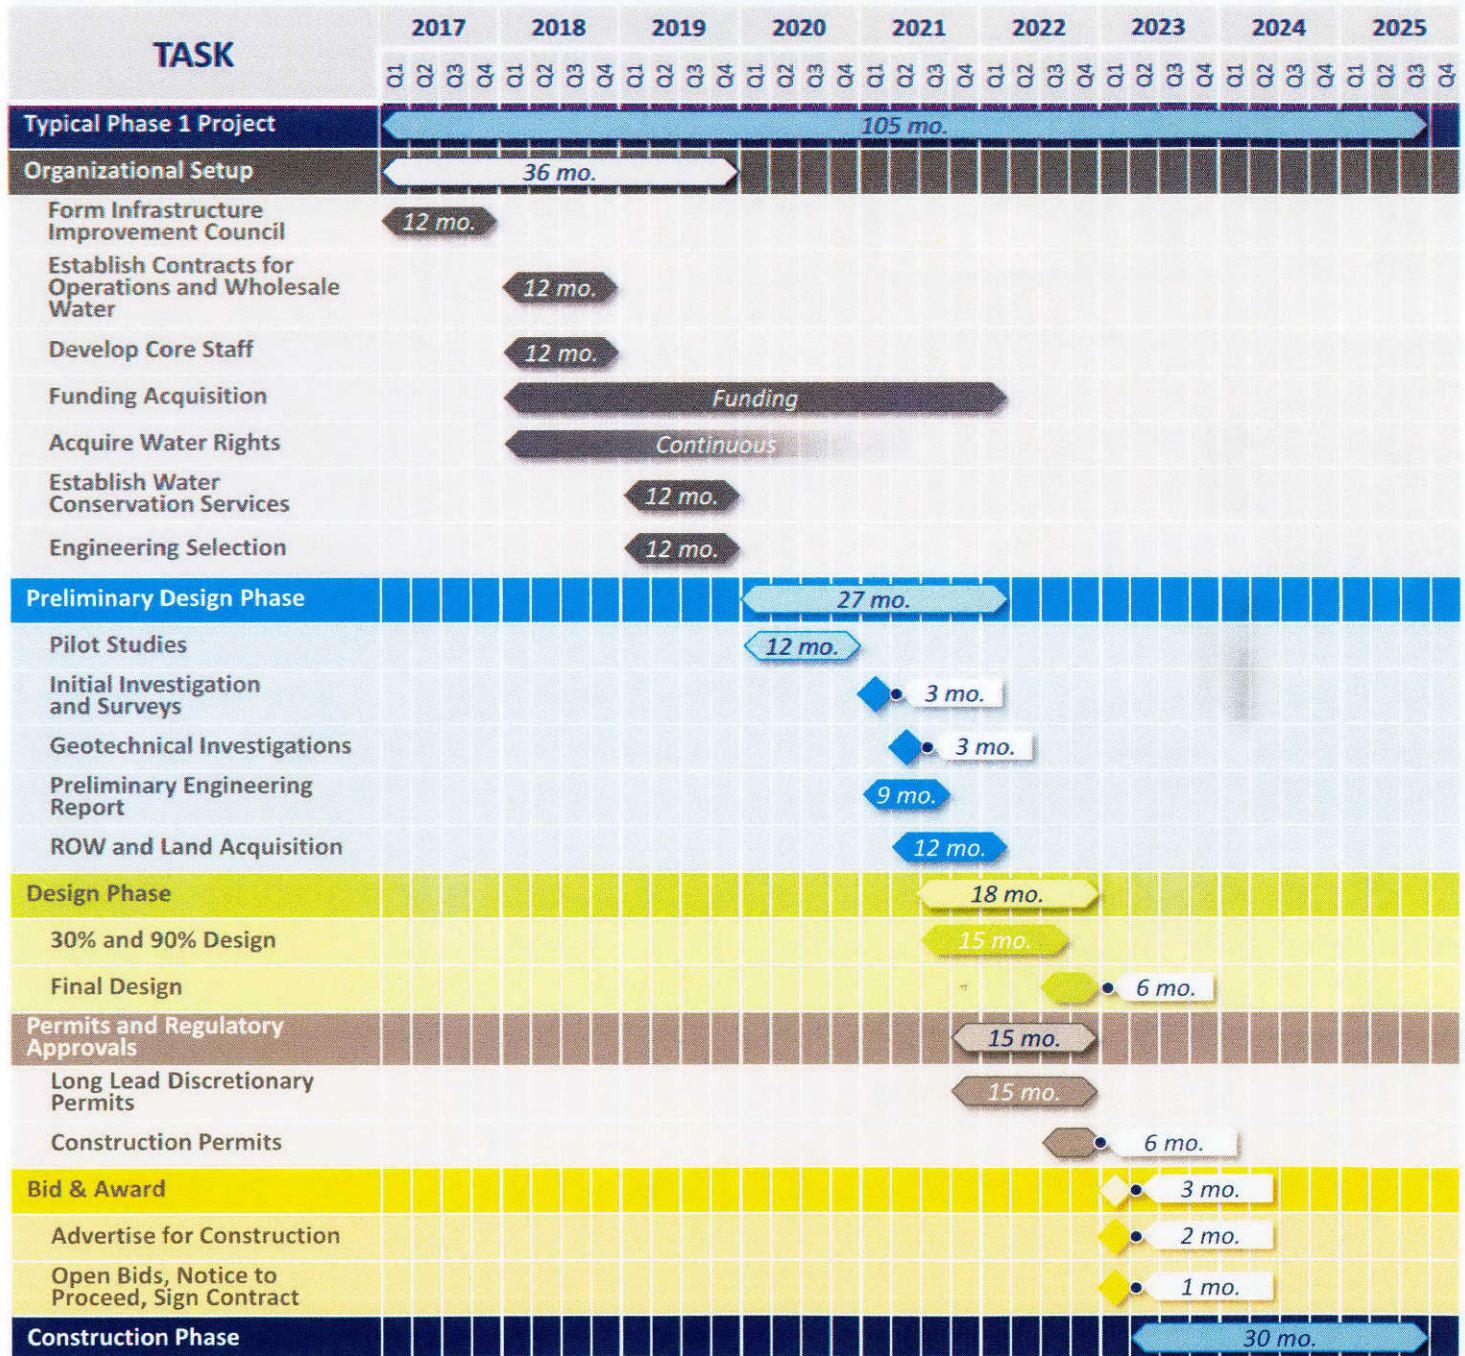 TASK
2017 2018 2019 2020 2021 2022 2023 2024 2025
Q1 Q2 Q3 Q4 Q1 Q2 Q3 Q4 Q1 Q2 Q3 Q4 Q1 Q2 Q3 Q4 Q1 Q2 Q3 Q4 Q1 Q2 Q3 Q4 Q1 Q2 Q3 Q4 Q1 Q2 Q3 Q4 Q1 Q2 Q3 Q4
Typical Phase 1 Project 105 mo.
Organizational Setup 36 mo.
Form Infrastructure
Improvement Council 12 mo.
Establish Contracts for
Operations and Wholesale 12 mo.
Water
Develop Core Staff 12 mo.
Funding Acquisition Funding
Acquire Water Rights Continuous
Establish Water
Conservation Services 12 mo.
Engineering Selection 12 mo.
Preliminary Design Phase 27 mo.
Pilot Studies 12 mo.
Initial Investigation
and Surveys 3 mo.
Geotechnical Investigations 3 mo.
Preliminary Engineering
Report 9 mo.
ROW and Land Acquisition 12 mo.
Design Phase 18 mo.
30% and 90% Design 15 mo.
Final Design 6 mo.
Permits and Regulatory
Approvals 15 mo.
Long Lead Discretionary
Permits 15 mo.
Construction Permits 6 mo.
Bid & Award 3 mo.
Advertise for Construction 2 mo.
Open Bids, Notice to
Proceed, Sign Contract 1 mo.
Construction Phase 30 mo.